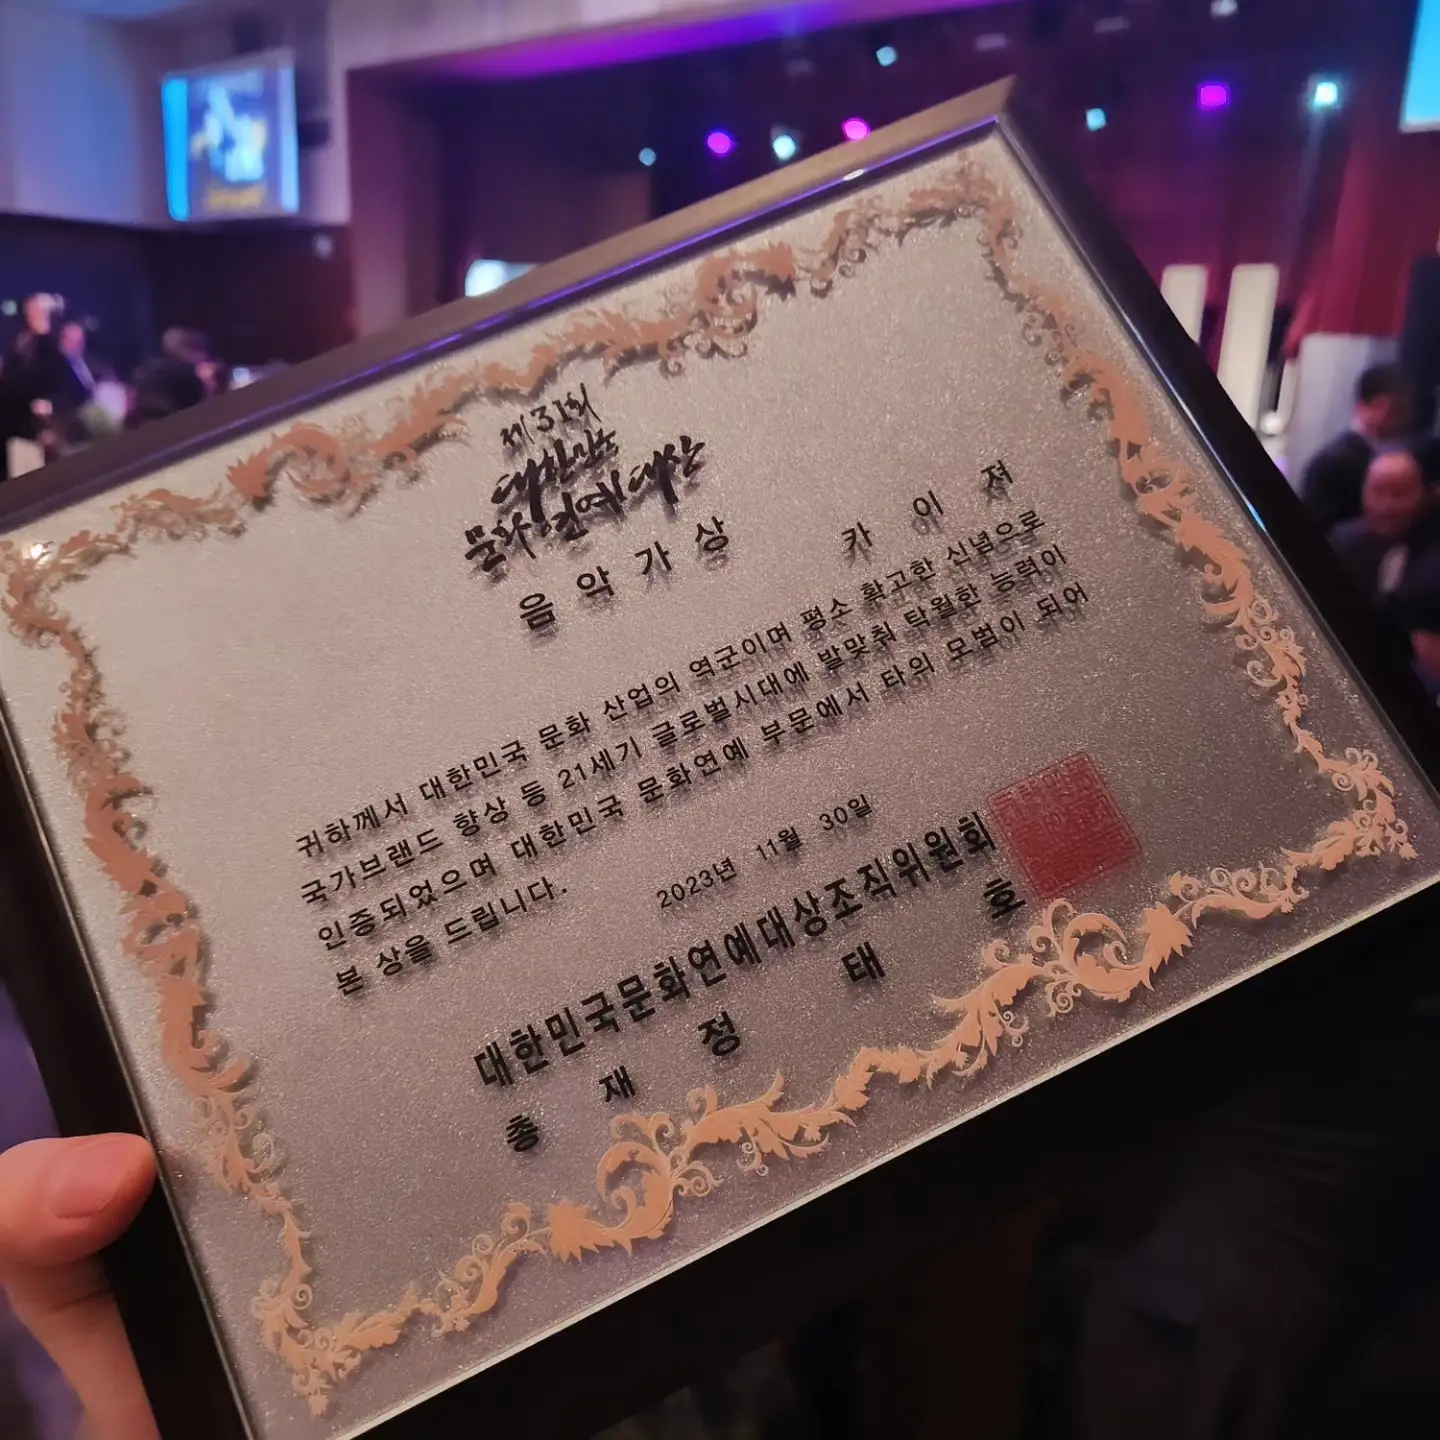 제31회
대한민국
문화연예대상
음악가상
카이져
귀하께서 대한민국 문화 산업의 역군이며 평소 확고한 신념으로
국가브랜드 향상 등 21세기 글로벌시대에 발맞춰 탁월한 능력이
인증되었으며 대한민국 문화연예 부문에서 타의 모범이 되어
본 상을 드립니다.
2023년 11월 30일
대한민국문화연예대상조직위원회
총재 정태호